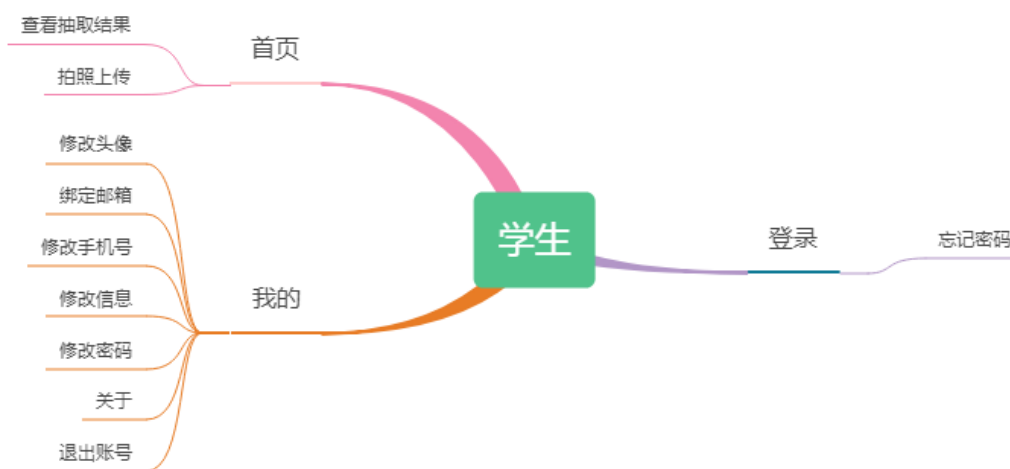 查看抽取结果
首页
拍照上传
修改头像
绑定邮箱
修改手机号
我的
修改信息
修改密码
关于
退出账号
学生
登录
忘记密码